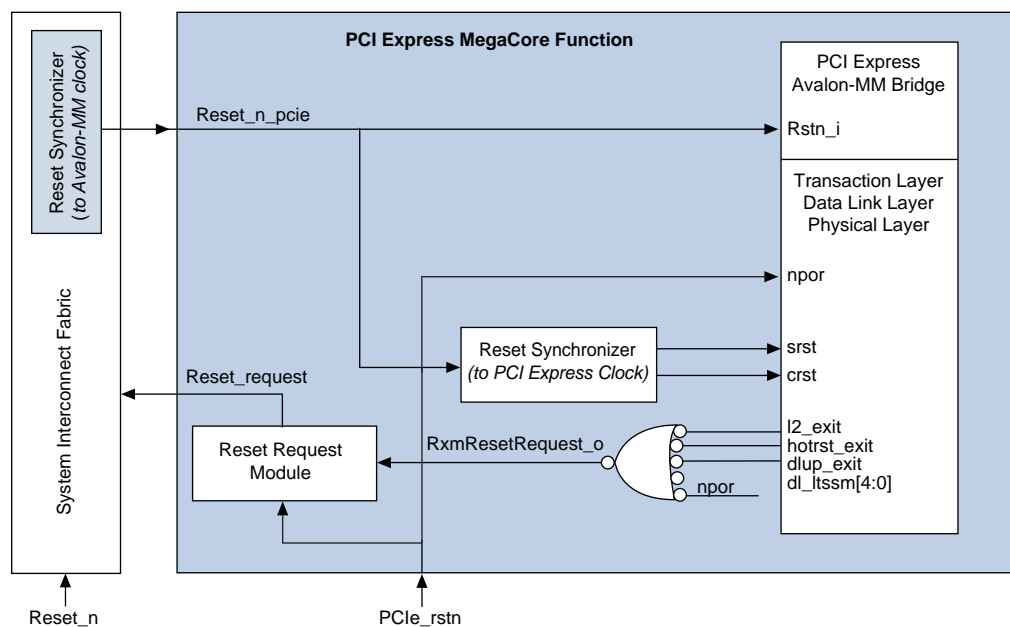 PCI Express MegaCore Function
Reset Synchronizer
(to Avalon-MM clock)
PCI Express
Avalon-MM Bridge
Reset_n_pcie
Rstn_i
Transaction Layer
Data Link Layer
Physical Layer
npor
System Interconnect Fabric
Reset Synchronizer
(to PCI Express Clock)
srst
crst
Reset_request
l2_exit
hotrst_exit
dlup_exit
dl_ltssm[4:0]
RxmResetRequest_o
Reset Request
Module
npor
Reset_n
PCIe_rstn